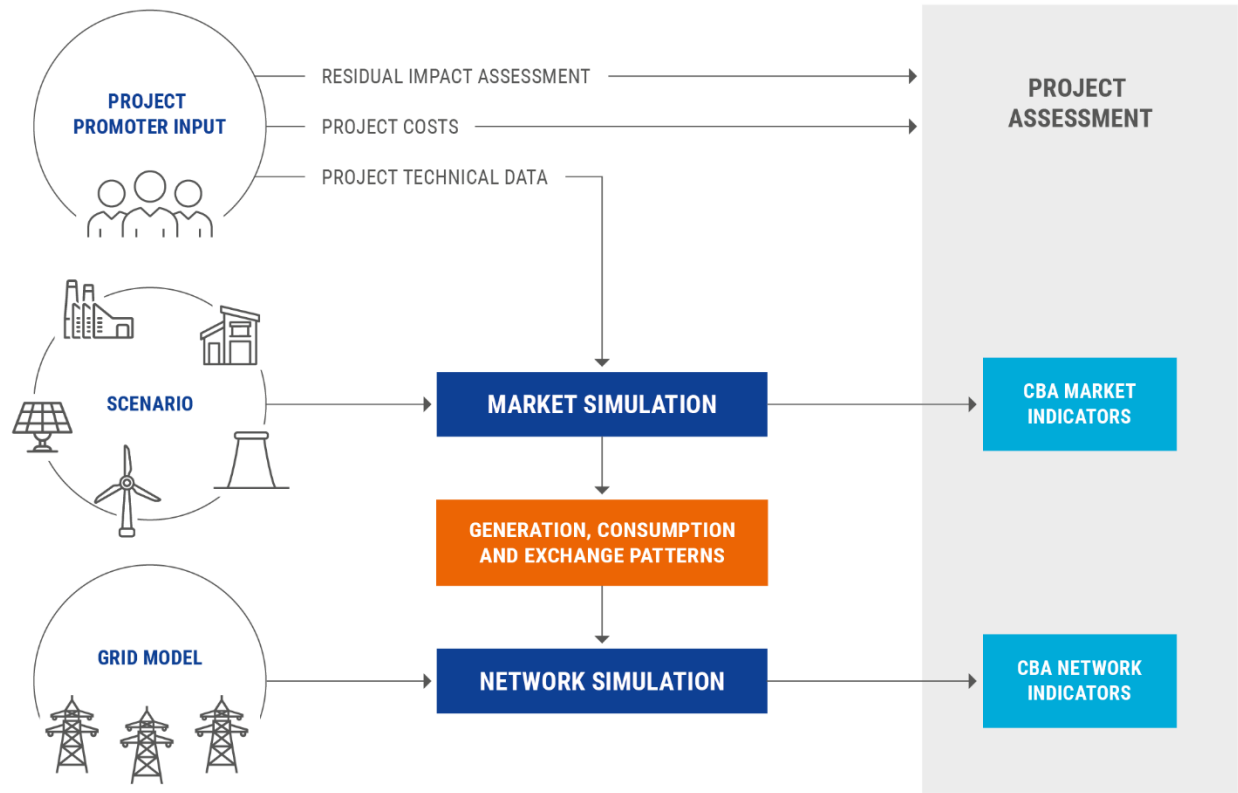 PROJECT
PROMOTER INPUT
RESIDUAL IMPACT ASSESSMENT
PROJECT COSTS
PROJECT TECHNICAL DATA
PROJECT
ASSESSMENT
SCENARIO
MARKET SIMULATION
CBA MARKET
INDICATORS
GENERATION, CONSUMPTION
AND EXCHANGE PATTERNS
GRID MODEL
NETWORK SIMULATION
CBA NETWORK
INDICATORS